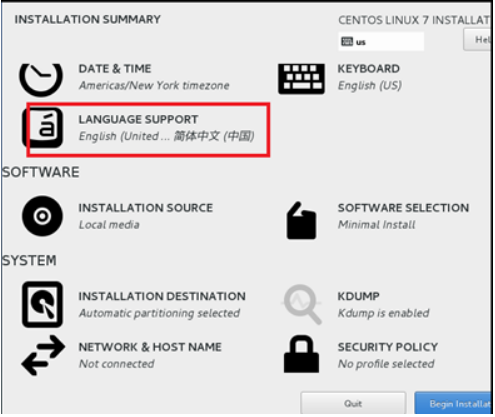 INSTALLATION SUMMARY
CENTOS LINUX 7 INSTALLAT
us
Hel
DATE & TIME
Americas/New York timezone
KEYBOARD
English (US)
á
LANGUAGE SUPPORT
English (United ... 简体中文 (中国)
SOFTWARE
INSTALLATION SOURCE
Local media
SOFTWARE SELECTION
Minimal Install
SYSTEM
INSTALLATION DESTINATION
Automatic partitioning selected
KDUMP
Kdump is enabled
NETWORK & HOST NAME
Not connected
SECURITY POLICY
No profile selected
Quit
Begin Installat